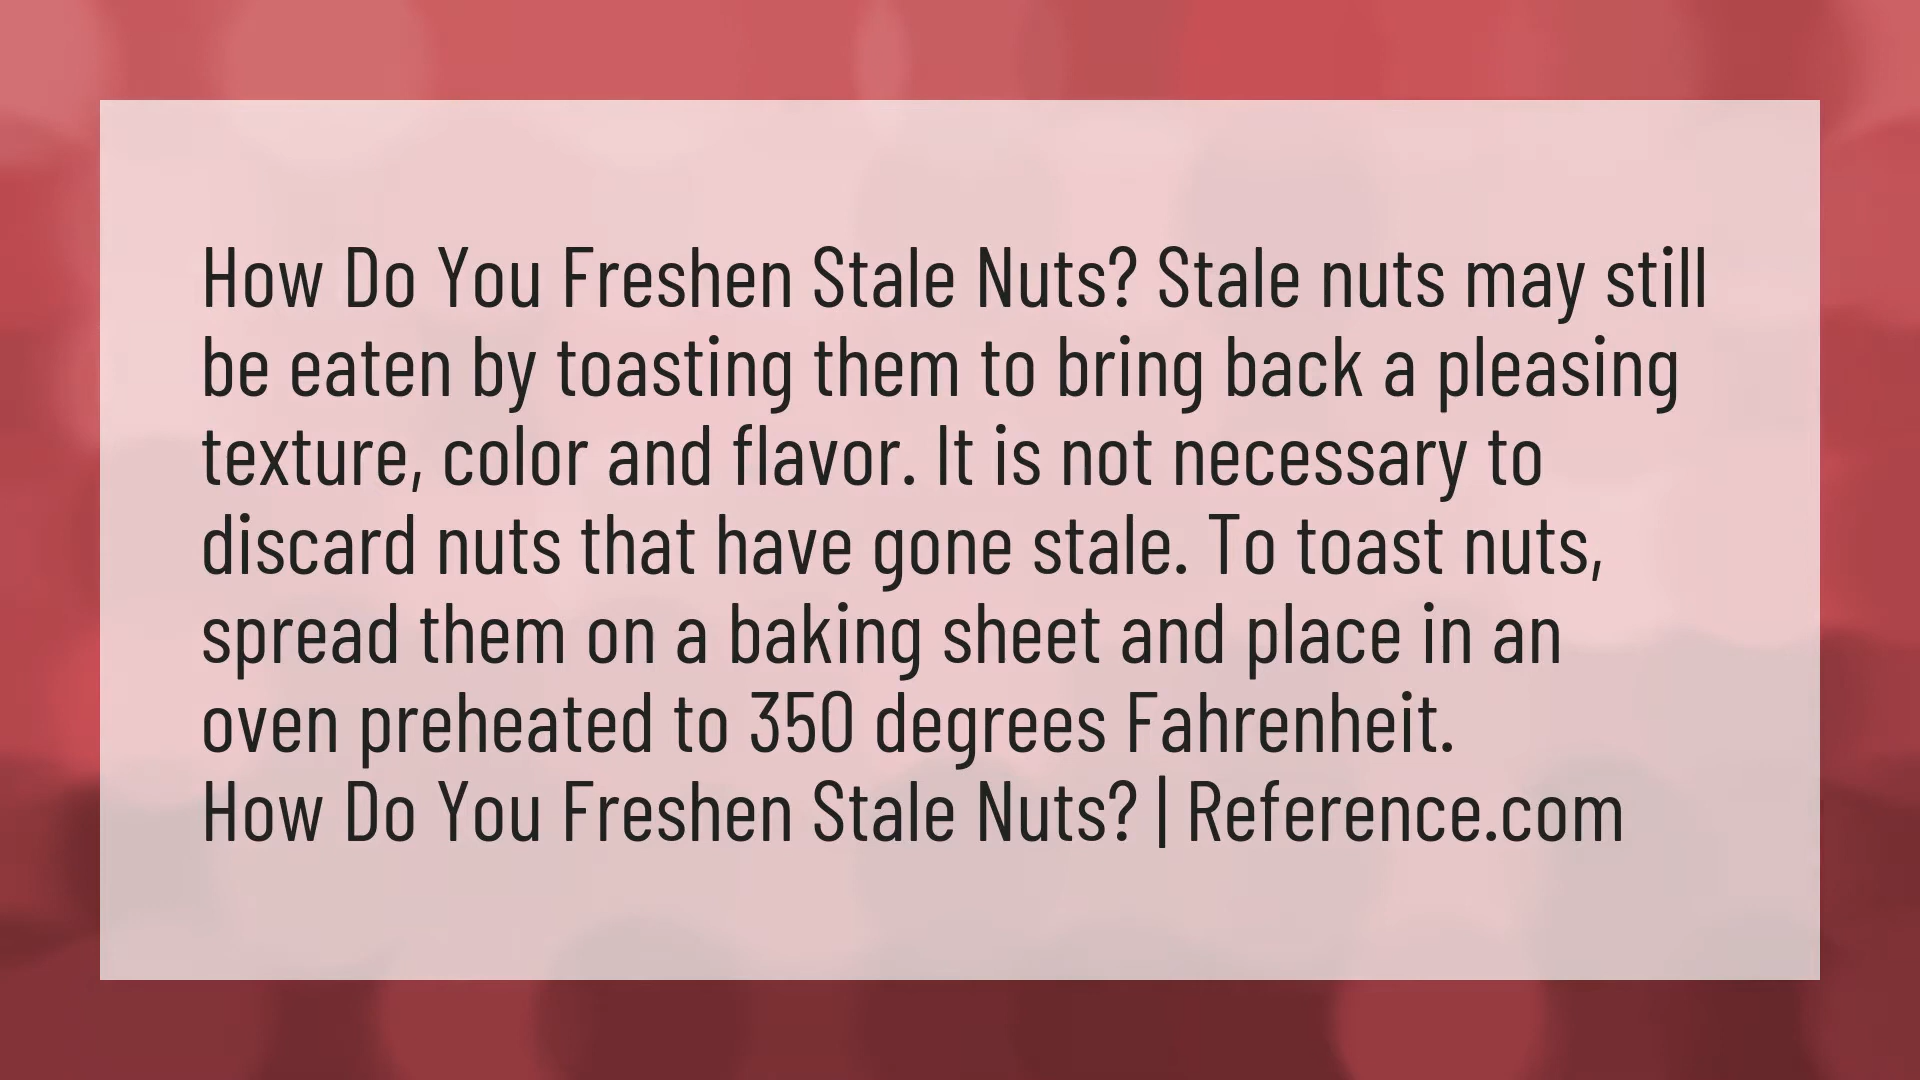 How Do You Freshen Stale Nuts? Stale nuts may still
be eaten by toasting them to bring back a pleasing
texture, color and flavor. It is not necessary to
discard nuts that have gone stale. To toast nuts,
spread them on a baking sheet and place in an
oven preheated to 350 degrees Fahrenheit.
How Do You Freshen Stale Nuts? | Reference.com